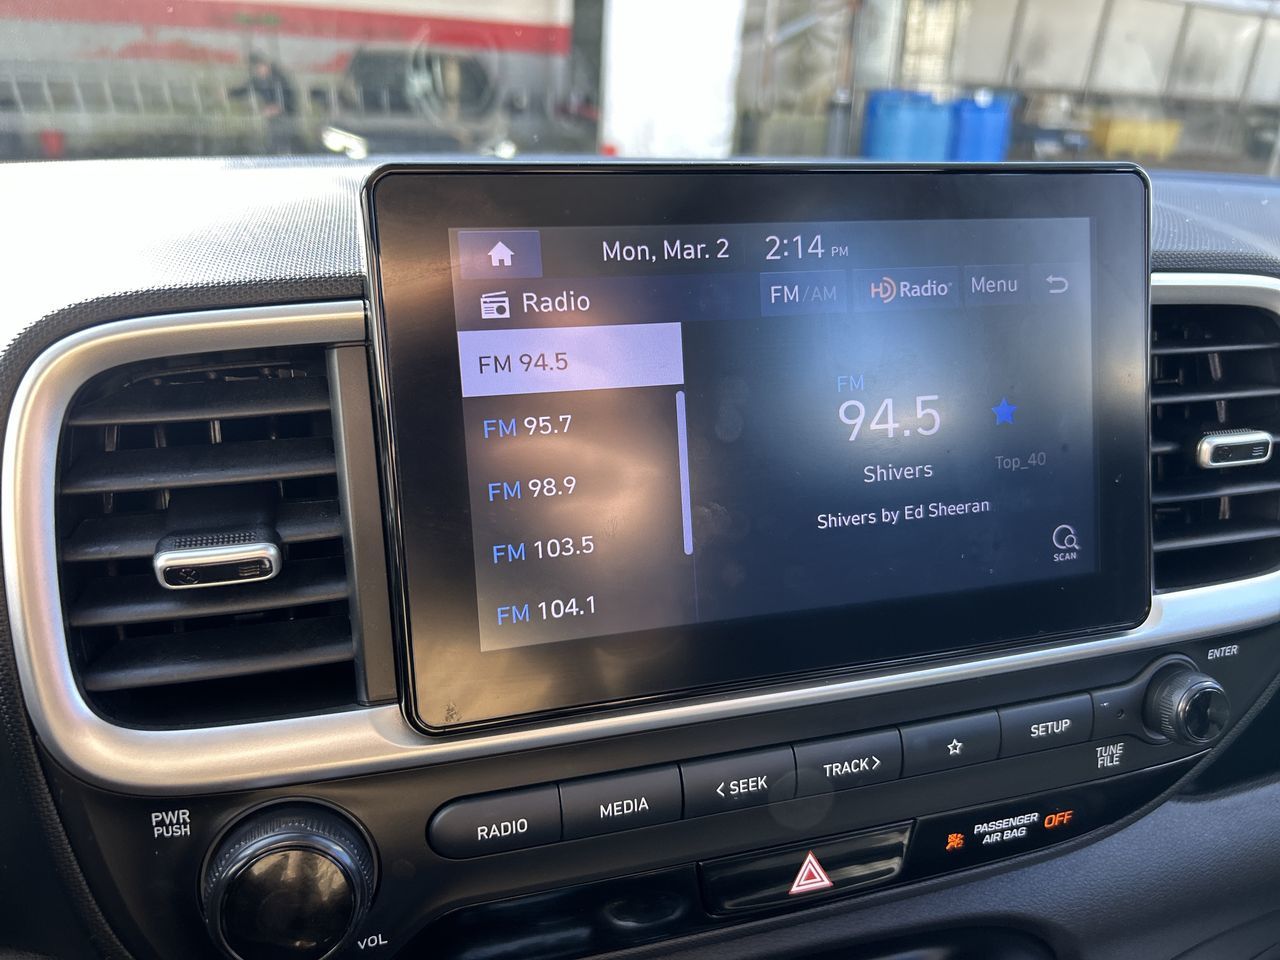 Mon, Mar. 2 2:14 PM
Radio FM/AM HD Radio Menu
FM 94.5
FM 95.7
FM 98.9
FM 103.5
FM 104.1
FM
94.5
Shivers
Top_40
Shivers by Ed Sheeran
SCAN
ENTER
TUNE
FILE
PWR
PUSH
VOL
RADIO MEDIA < SEEK TRACK > SETUP
PASSENGER
AIR BAG OFF